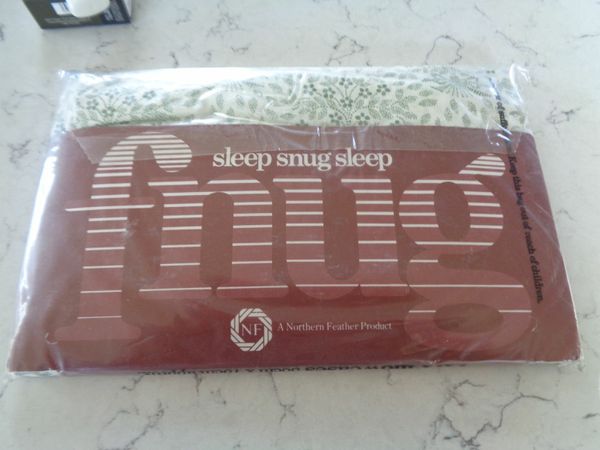 sleep snug sleep
fnug
NF
A Northern Feather Product
Keep this bag out of reach of children.